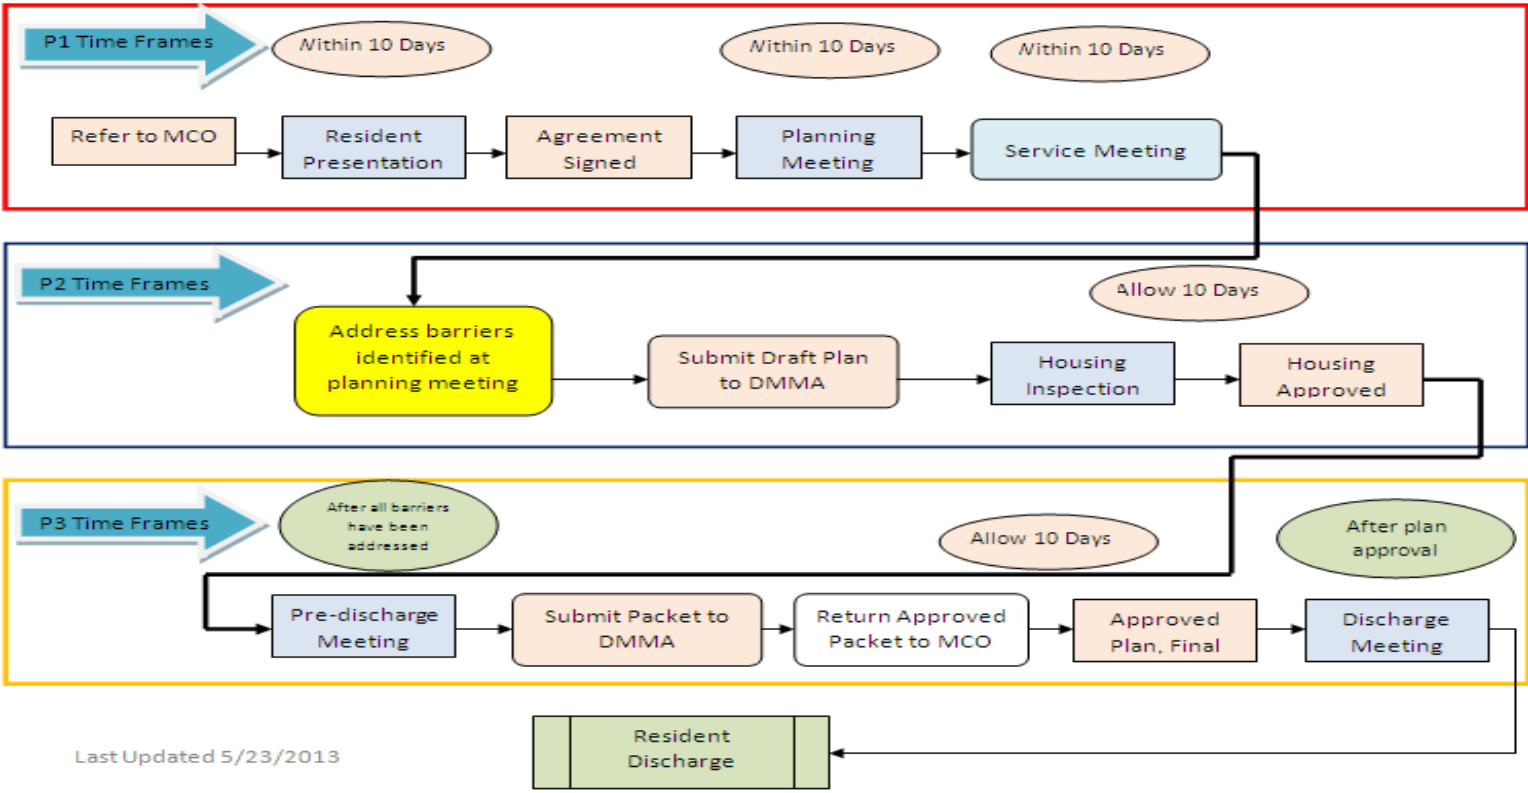 P1 Time Frames
Within 10 Days
Within 10 Days
Within 10 Days
Refer to MCO
Resident
Presentation
Agreement
Signed
Planning
Meeting
Service Meeting
P2 Time Frames
Allow 10 Days
Address barriers
identified at
planning meeting
Submit Draft Plan
to DMMA
Housing
Inspection
Housing
Approved
P3 Time Frames
After all barriers
have been
addressed
Allow 10 Days
After plan
approval
Pre-discharge
Meeting
Submit Packet to
DMMA
Return Approved
Packet to MCO
Approved
Plan, Final
Discharge
Meeting
Resident
Discharge
Last Updated 5/23/2013